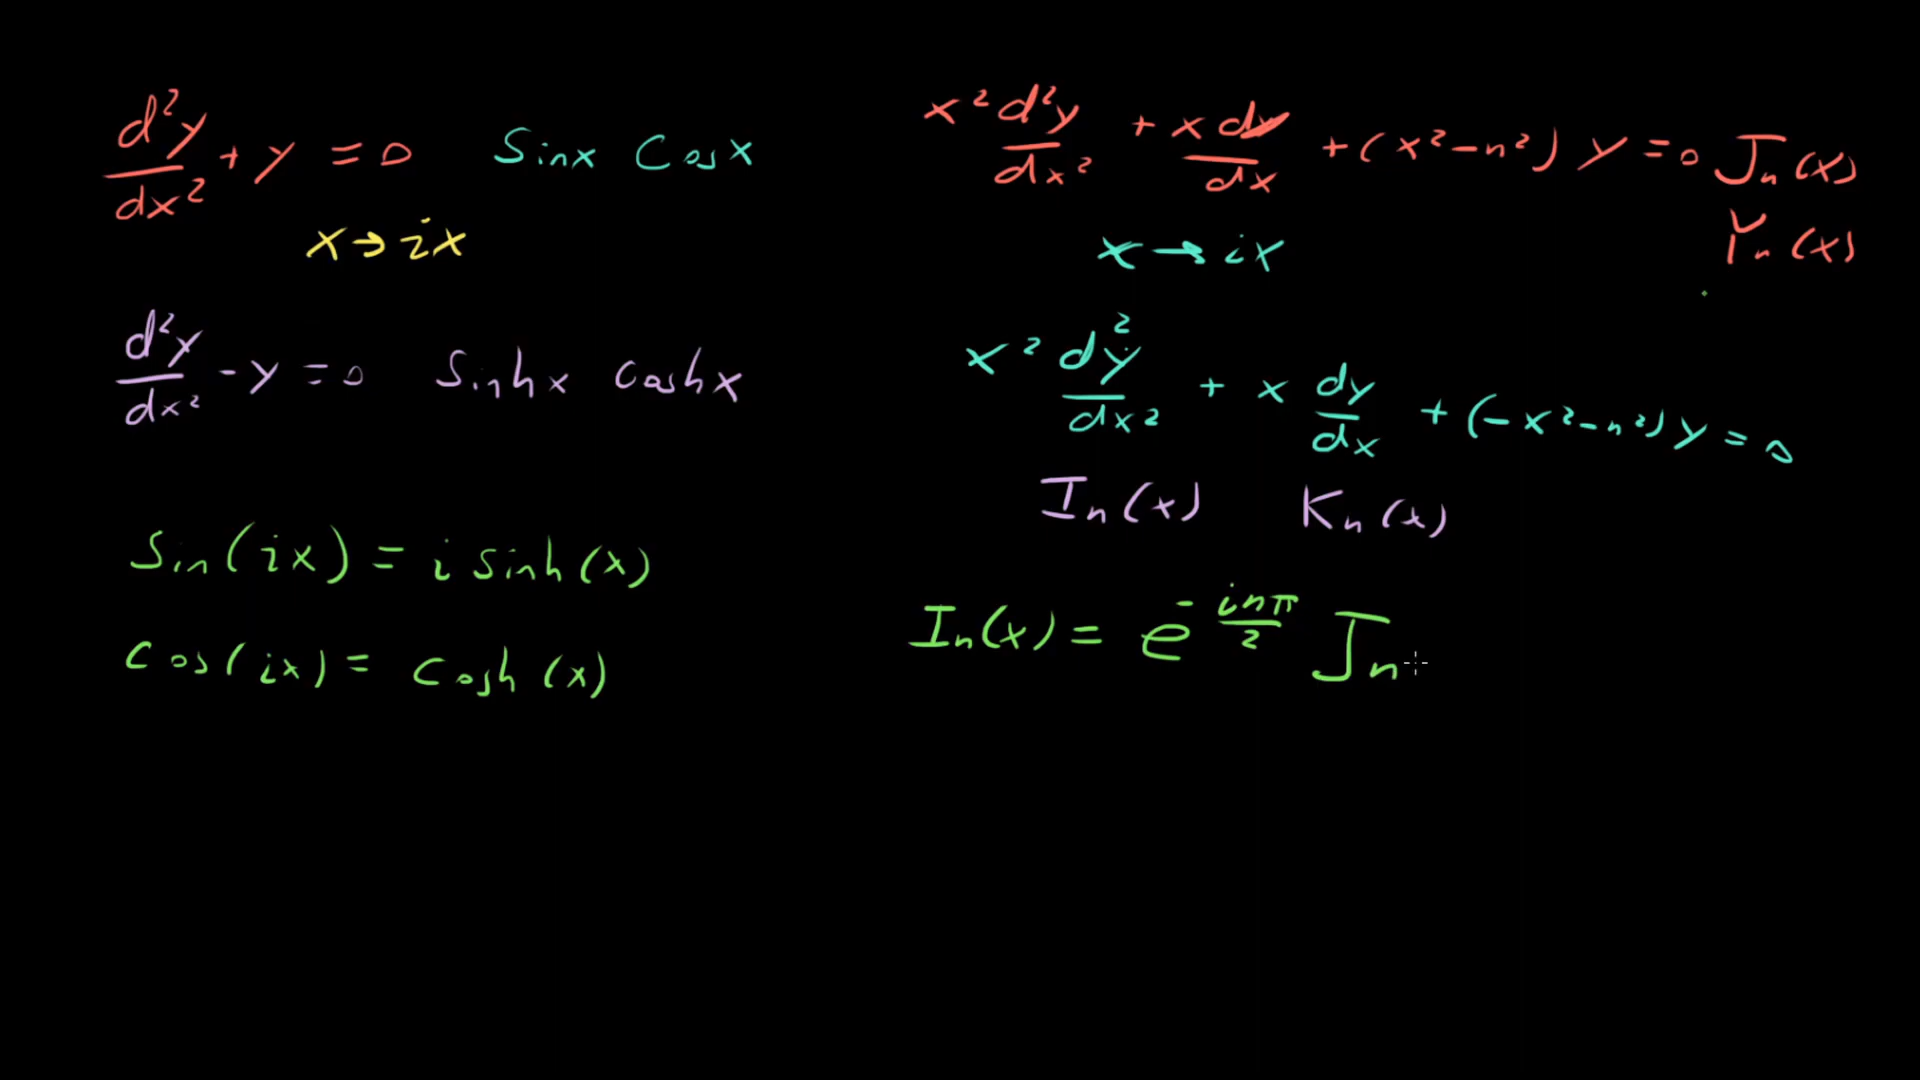 d²y/dx² + y = 0 Sinx Cosx
x → ix
d²y/dx² - y = 0 Sinhx coshx
Sin(ix) = i sinh(x)
Cos(ix) = Cosh(x)
x² d²y/dx² + x dy/dx + (x² - n²) y = 0 Jₙ(x)
Yₙ(x)
x → ix
x² d²y/dx² + x dy/dx + (-x² - n²) y = 0
Iₙ(x) Kₙ(x)
Iₙ(x) = e^(-inπ/2) Jₙ